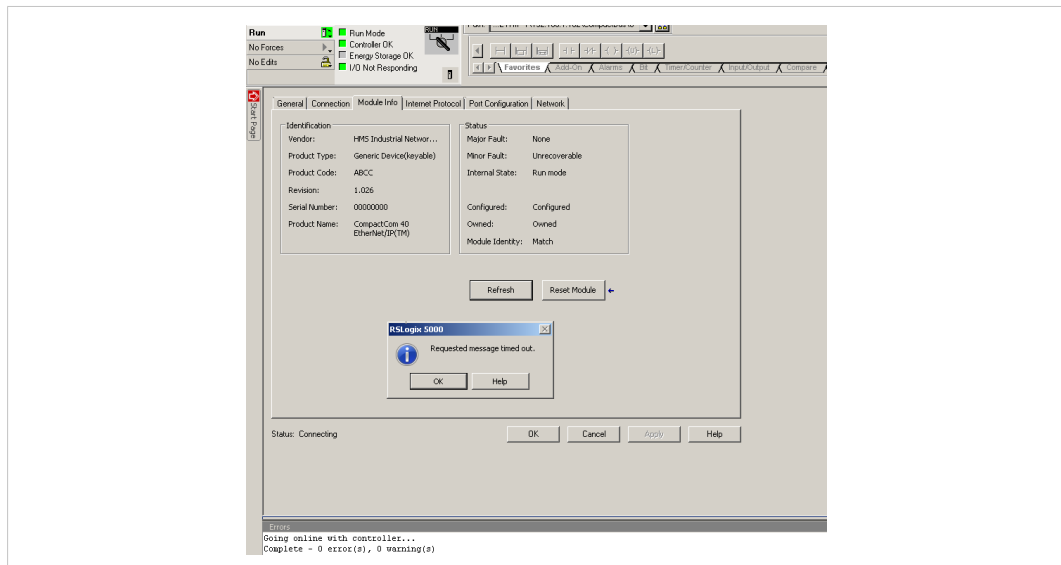 Run
Run Mode
RUN
No Forces
Controller OK
Energy Storage OK
No Edits
I/O Not Responding
Favorites
Add-On
Alarms
Bit
Timer/Counter
Input/Output
Compare
Start Page
General
Connection
Module Info
Internet Protocol
Port Configuration
Network
Identification
Vendor: HMS Industrial Networ...
Product Type: Generic Device(keyable)
Product Code: ABCC
Revision: 1.026
Serial Number: 00000000
Product Name: CompactCom 40
EtherNet/IP(TM)
Status
Major Fault: None
Minor Fault: Unrecoverable
Internal State: Run mode
Configured: Configured
Owned: Owned
Module Identity: Match
Refresh
Reset Module
RSLogix 5000
Requested message timed out.
OK
Help
Status: Connecting
OK
Cancel
Apply
Help
Errors
Going online with controller...
Complete - 0 error(s), 0 warning(s)